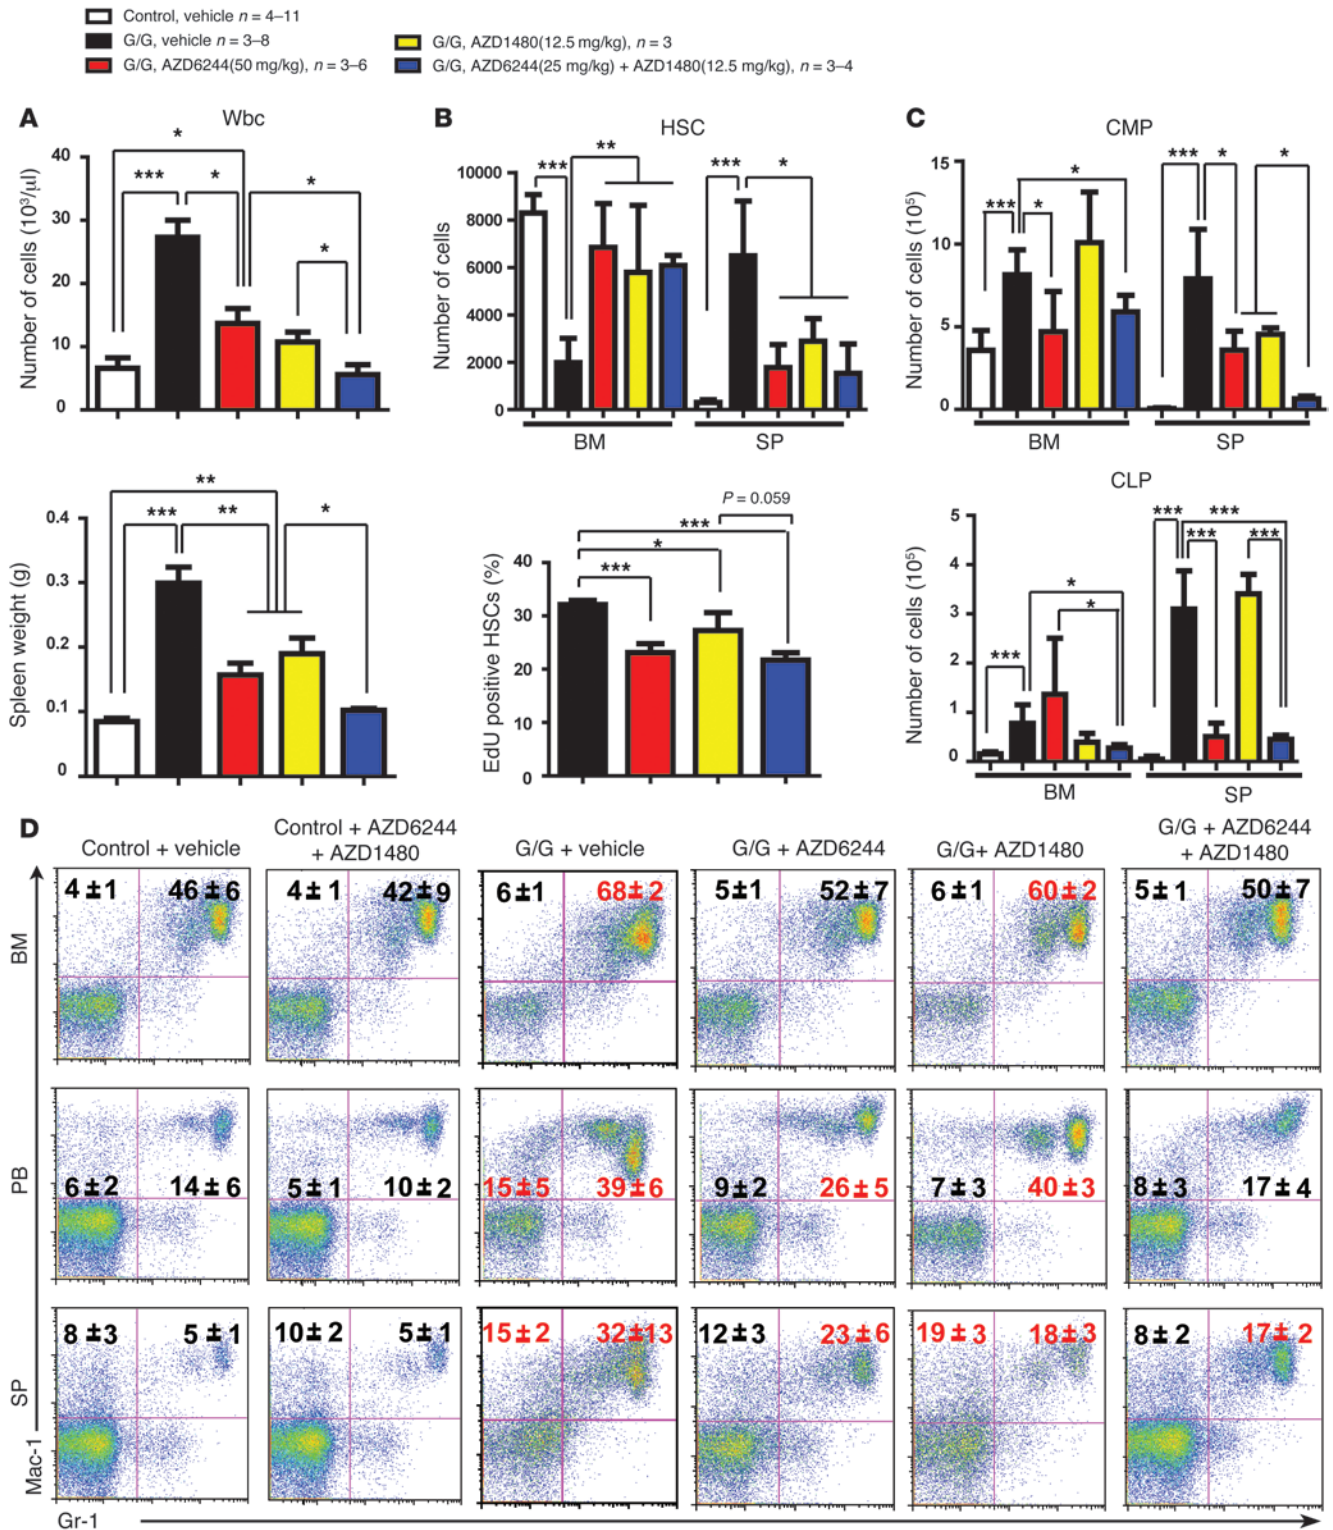 Control, vehicle n = 4–11
G/G, vehicle n = 3–8
G/G, AZD6244(50 mg/kg), n = 3–6
G/G, AZD1480(12.5 mg/kg), n = 3
G/G, AZD6244(25 mg/kg) + AZD1480(12.5 mg/kg), n = 3–4
A
Wbc
Number of cells (10³/µl)
40
30
20
10
0
*
***
*
*
*
Spleen weight (g)
0.4
0.3
0.2
0.1
0
**
***
**
*
B
HSC
Number of cells
10000
8000
6000
4000
2000
0
***
**
***
*
BM
SP
EdU positive HSCs (%)
40
30
20
10
0
P = 0.059
***
*
***
C
CMP
Number of cells (10⁵)
15
10
5
0
***
*
*
***
*
*
BM
SP
CLP
Number of cells (10⁵)
5
4
3
2
1
0
***
*
*
***
***
***
***
BM
SP
D
Control + vehicle
Control + AZD6244
+ AZD1480
G/G + vehicle
G/G + AZD6244
G/G+ AZD1480
G/G + AZD6244
+ AZD1480
BM
4 ±1 46 ± 6
4 ± 1 42 ± 9
6 ±1 68 ± 2
5±1 52 ± 7
6 ±1 60 ± 2
5 ± 1 50 ± 7
PB
6 ± 2 14 ± 6
5 ± 1 10 ± 2
15 ± 5 39 ± 6
9 ± 2 26 ± 5
7 ± 3 40 ± 3
8 ± 3 17 ± 4
SP
8 ±3 5 ± 1
10 ± 2 5 ± 1
15 ± 2 32 ±13
12 ± 3 23 ± 6
19 ± 3 18 ± 3
8 ± 2 17 ± 2
Mac-1
Gr-1